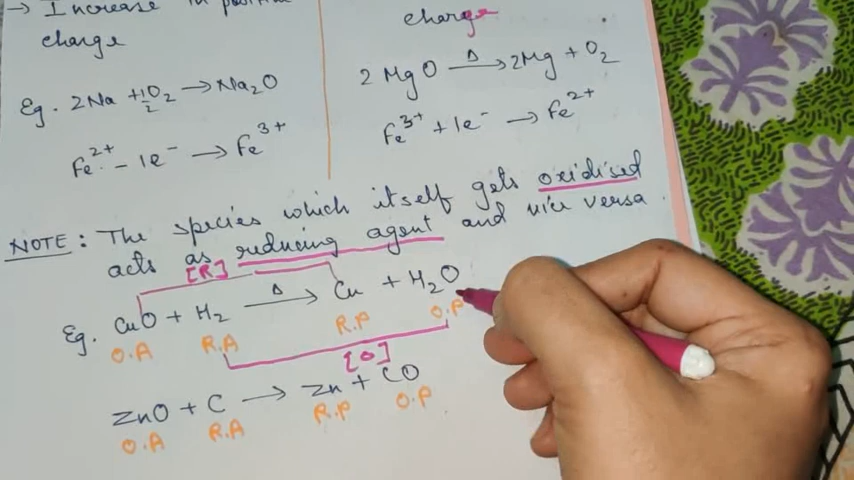 → Increase in positive
charge
Eg. 2Na + 1/2 O2 → Na2O
Fe2+ - 1e- → Fe3+
charge
2 MgO —Δ→ 2Mg + O2
Fe3+ + 1e- → Fe2+
NOTE : The species which itself gets oxidised
acts as reducing agent and vice versa.
[R]
Eg. CuO + H2 —Δ→ Cu + H2O
O.A R.A R.P O.P
[O]
ZnO + C → Zn + CO
O.A R.A R.P O.P